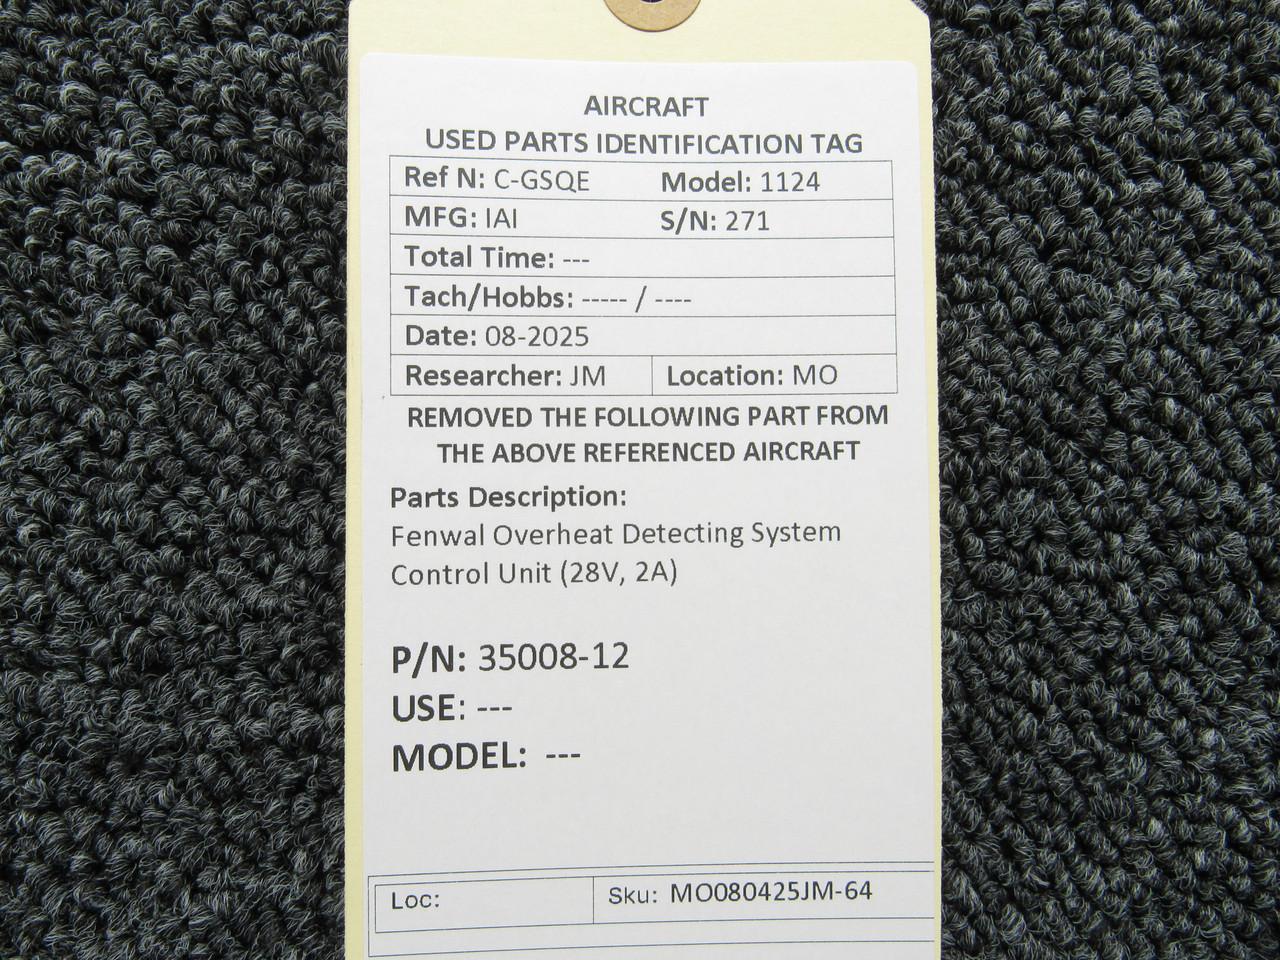 AIRCRAFT
USED PARTS IDENTIFICATION TAG
Ref N: C-GSQE Model: 1124
MFG: IAI S/N: 271
Total Time: ---
Tach/Hobbs: ----- / ----
Date: 08-2025
Researcher: JM Location: MO
REMOVED THE FOLLOWING PART FROM
THE ABOVE REFERENCED AIRCRAFT
Parts Description:
Fenwal Overheat Detecting System
Control Unit (28V, 2A)
P/N: 35008-12
USE: ---
MODEL: ---
Loc: Sku: MO080425JM-64